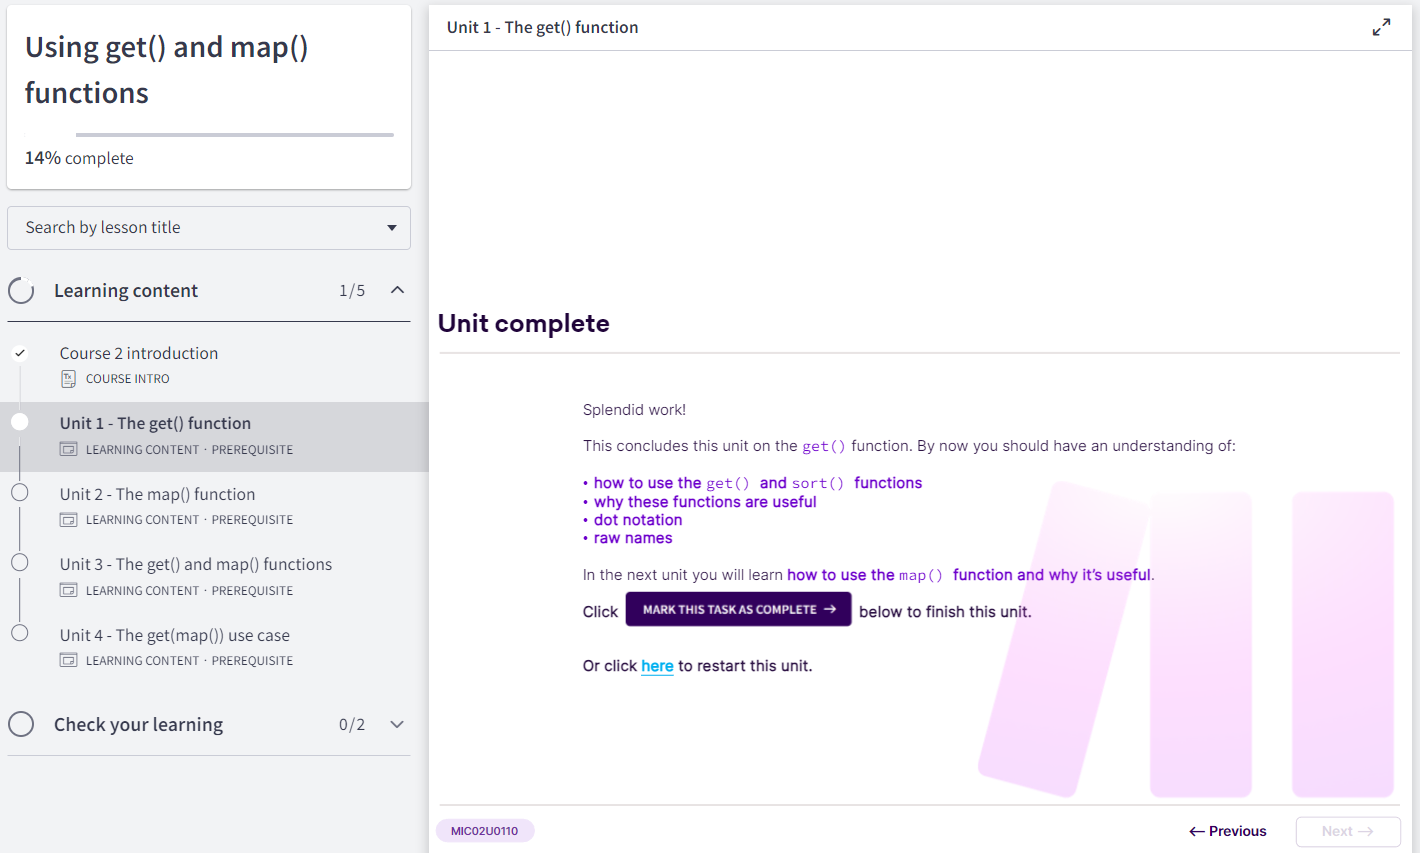 Using get() and map()
functions
14% complete
Search by lesson title
Learning content 1/5
Course 2 introduction
COURSE INTRO
Unit 1 - The get() function
LEARNING CONTENT · PREREQUISITE
Unit 2 - The map() function
LEARNING CONTENT · PREREQUISITE
Unit 3 - The get() and map() functions
LEARNING CONTENT · PREREQUISITE
Unit 4 - The get(map()) use case
LEARNING CONTENT · PREREQUISITE
Check your learning 0/2
Unit 1 - The get() function
Unit complete
Splendid work!
This concludes this unit on the get() function. By now you should have an understanding of:
• how to use the get() and sort() functions
• why these functions are useful
• dot notation
• raw names
In the next unit you will learn how to use the map() function and why it's useful.
Click MARK THIS TASK AS COMPLETE → below to finish this unit.
Or click here to restart this unit.
MIC02U0110
← Previous
Next →